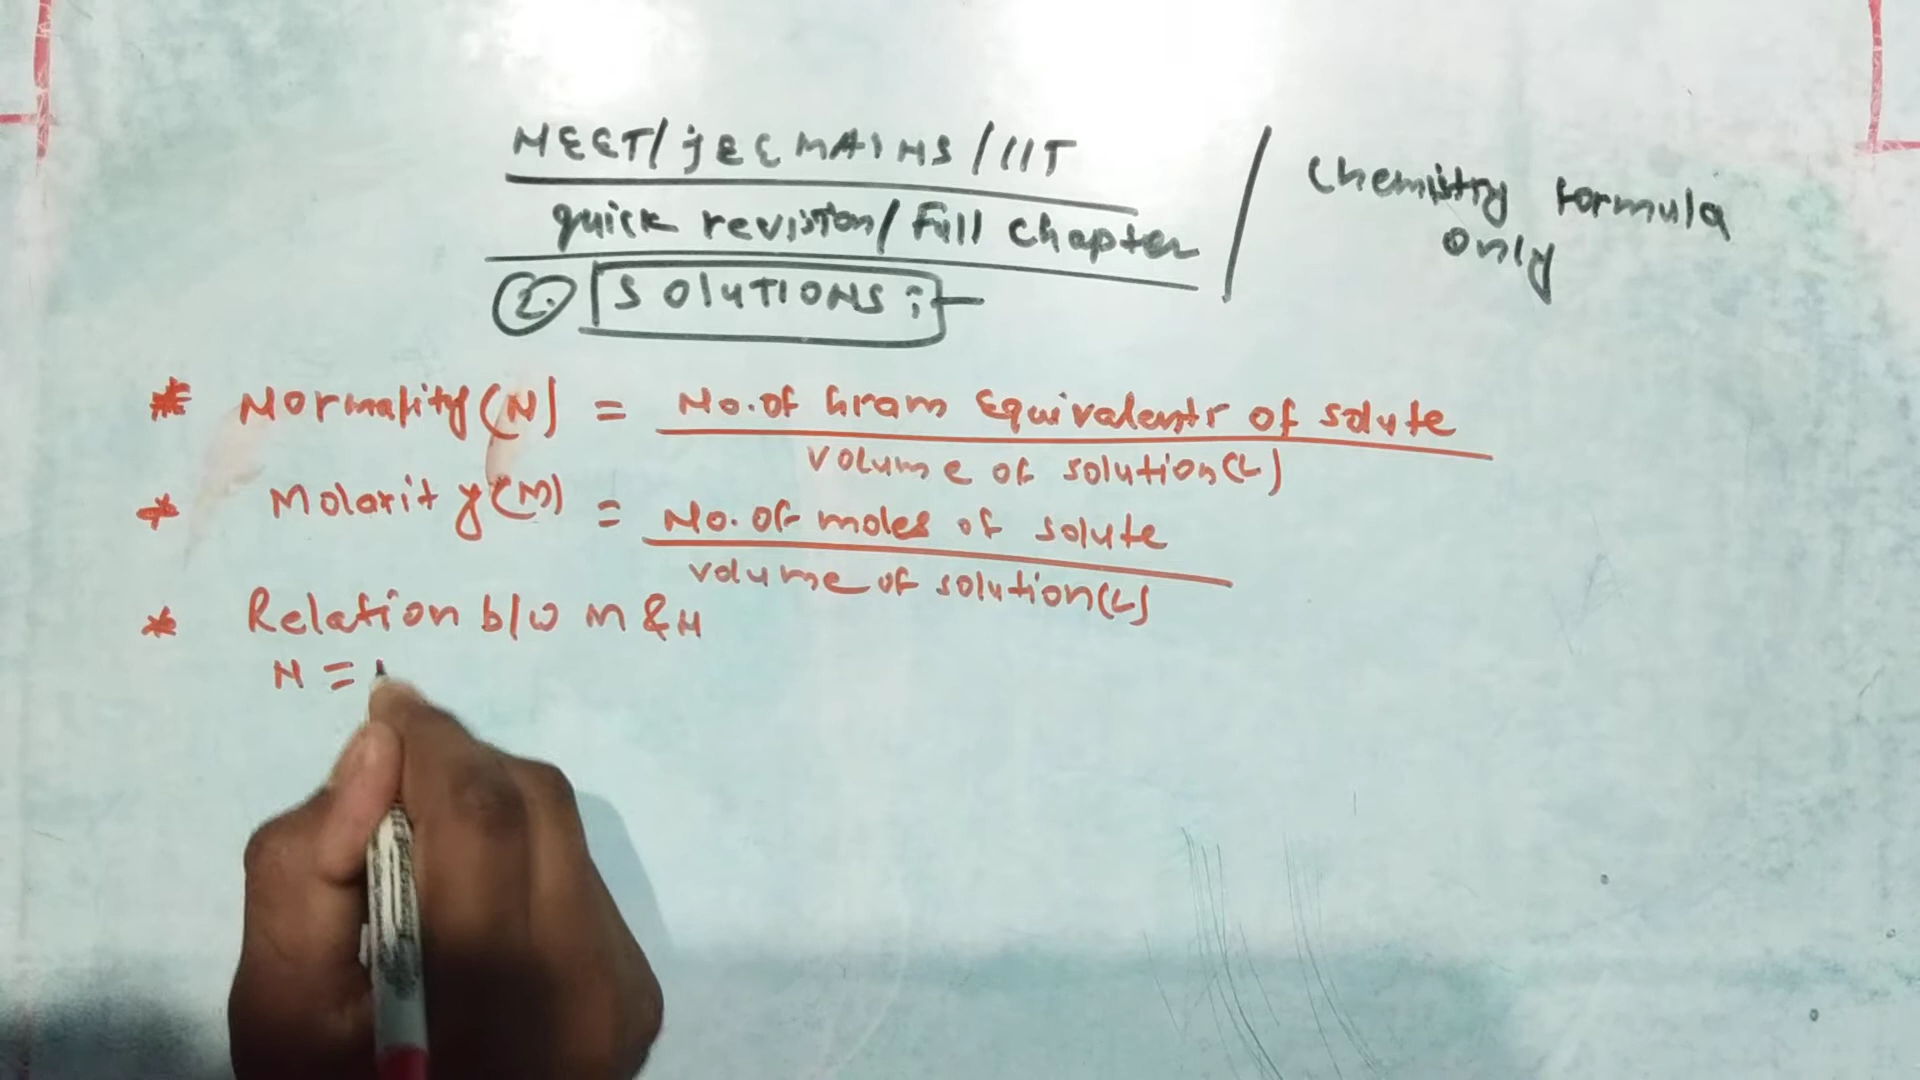 NEET/jEE MAINS/IIT
quick revision/Full chapter
/ Chemistry Formula
only
2. SOlUTIONS :-
* Normality(N) = No.of Gram Equivalents of solute
volume of solution(L)
* Molarity(M) = No.of moles of solute
volume of solution(L)
* Relation b/w M & N
N =